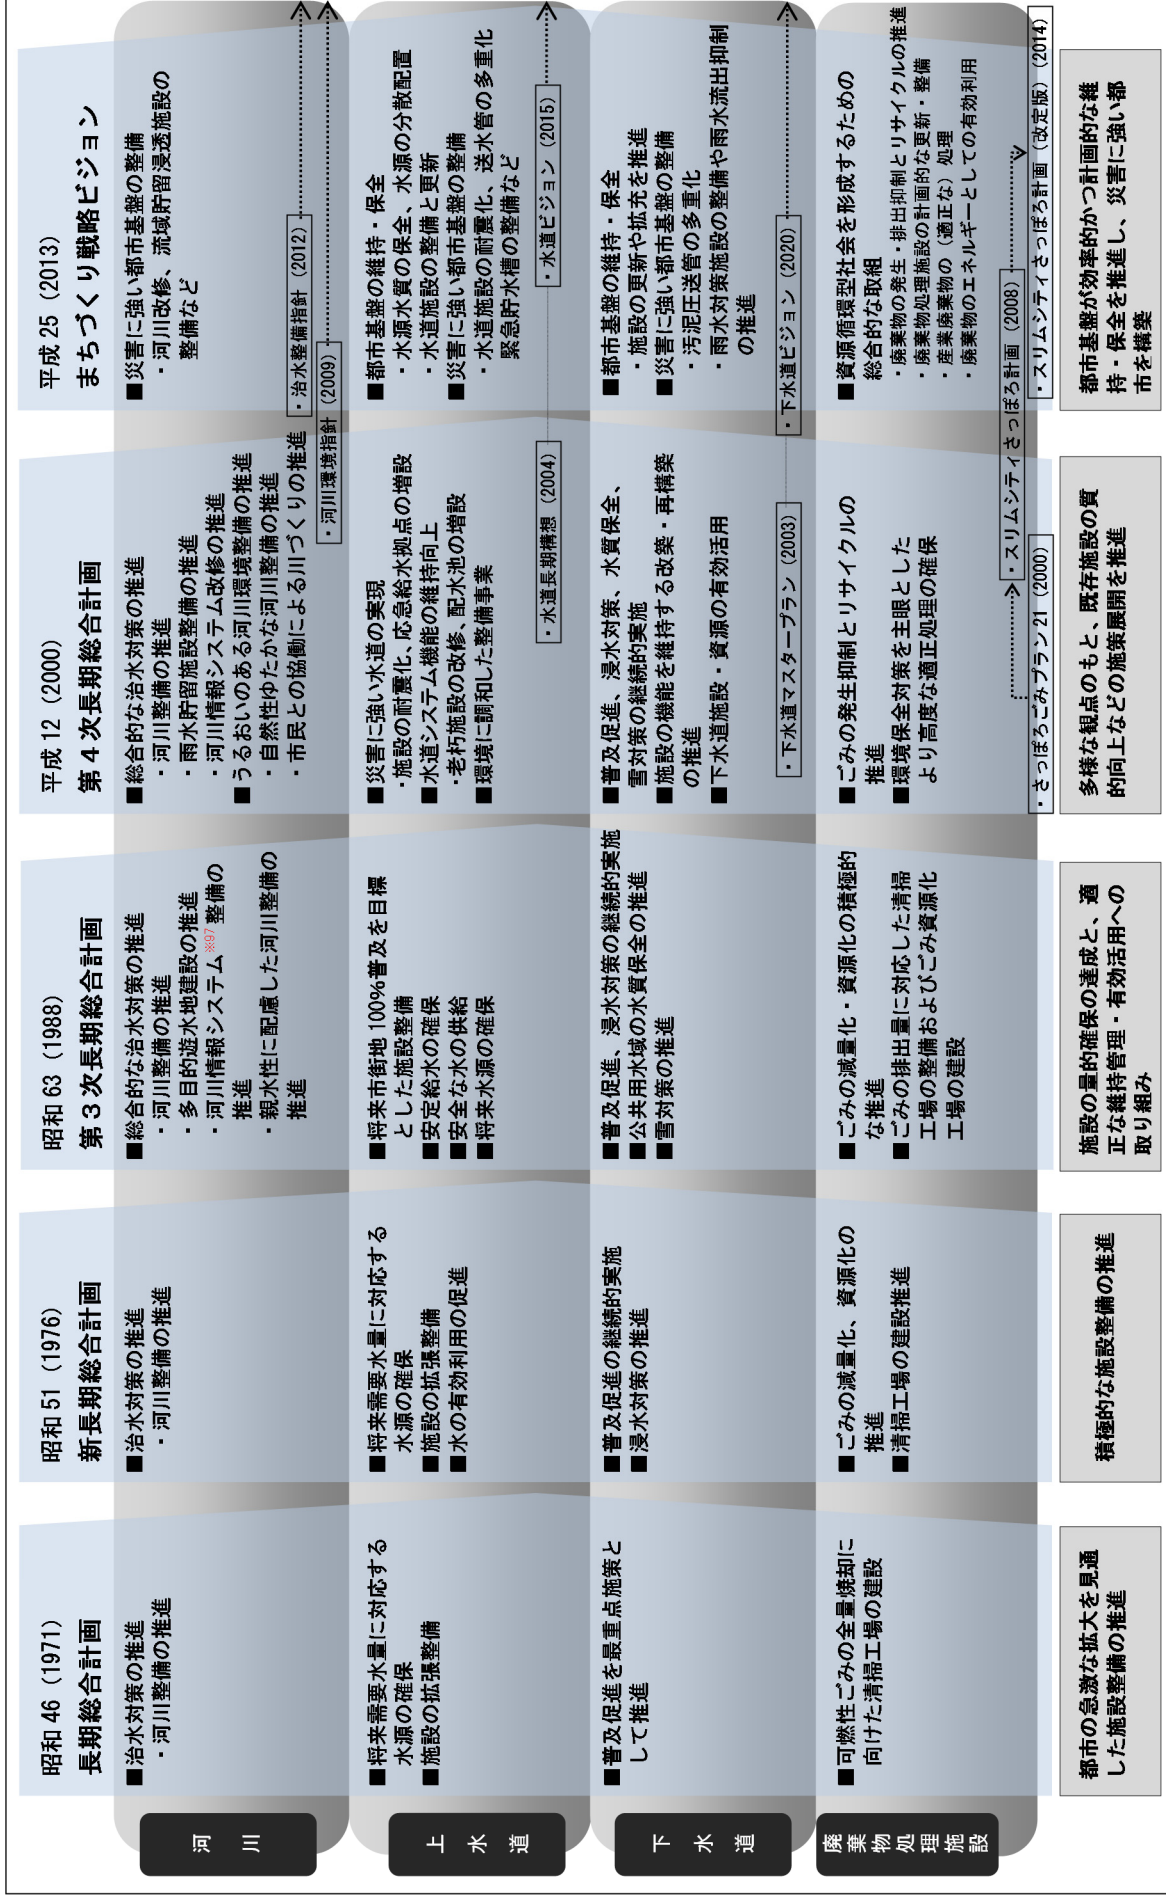 昭和 46（1971）
長期総合計画
昭和 51（1976）
新長期総合計画
昭和 63（1988）
第３次長期総合計画
平成 12（2000）
第４次長期総合計画
平成 25（2013）
まちづくり戦略ビジョン
河川
■治水対策の推進
・河川整備の推進
■治水対策の推進
・河川整備の推進
■総合的な治水対策の推進
・河川整備の推進
・多目的遊水地建設の推進
・河川情報システム※97 整備の
推進
・親水性に配慮した河川整備の
推進
■総合的な治水対策の推進
・河川整備の推進
・雨水貯留施設整備の推進
・河川情報システム改修の推進
■うるおいのある河川環境整備の推進
・自然性ゆたかな河川整備の推進
・市民との協働による川づくりの推進
■災害に強い都市基盤の整備
・河川改修、流域貯留浸透施設の
整備など
・治水整備指針（2012）
・河川環境指針（2009）
上水道
■将来需要水量に対応する
水源の確保
■施設の拡張整備
■将来需要水量に対応する
水源の確保
■施設の拡張整備
■水の有効利用の促進
■将来市街地 100％普及を目標
とした施設整備
■安定給水の確保
■安全な水の供給
■将来水源の確保
■災害に強い水道の実現
・施設の耐震化、応急給水拠点の増設
■水道システム機能の維持向上
・老朽施設の改修、配水池の増設
■環境に調和した整備事業
■都市基盤の維持・保全
・水源水質の保全、水源の分散配置
・水道施設の整備と更新
■災害に強い都市基盤の整備
・水道施設の耐震化、送水管の多重化
緊急貯水槽の整備など
・水道長期構想（2004）
・水道ビジョン（2015）
下水道
■普及促進を最重点施策と
して推進
■普及促進の継続的実施
■浸水対策の推進
■普及促進、浸水対策の継続的実施
■公共用水域の水質保全の推進
■雪対策の推進
■普及促進、浸水対策、水質保全、
雪対策の継続的実施
■施設の機能を維持する改築・再構築
の推進
■下水道施設・資源の有効活用
■都市基盤の維持・保全
・施設の更新や拡充を推進
■災害に強い都市基盤の整備
・汚泥圧送管の多重化
・雨水対策施設の整備や雨水流出抑制
の推進
・下水道マスタープラン（2003）
・下水道ビジョン（2020）
廃棄物処理施設
■可燃性ごみの全量焼却に
向けた清掃工場の建設
■ごみの減量化、資源化の
推進
■清掃工場の建設推進
■ごみの減量化・資源化の積極的
な推進
■ごみの排出量に対応した清掃
工場の整備およびごみ資源化
工場の建設
■ごみの発生抑制とリサイクルの
推進
■環境保全対策を主眼とした
より高度な適正処理の確保
■資源循環型社会を形成するための
総合的な取組
・廃棄物の発生・排出抑制とリサイクルの推進
・廃棄物処理施設の計画的な更新・整備
・産業廃棄物の（適正な）処理
・廃棄物のエネルギーとしての有効利用
・さっぽろごみプラン 21（2000）
・スリムシティさっぽろ計画（2008）
・スリムシティさっぽろ計画（改定版）（2014）
都市の急激な拡大を見通
した施設整備の推進
積極的な施設整備の推進
施設の量的確保の達成と、適
正な維持管理・有効活用への
取り組み
多様な観点のもと、既存施設の質
的向上などの施策展開を推進
都市基盤が効率的かつ計画的な維
持・保全を推進し、災害に強い都
市を構築